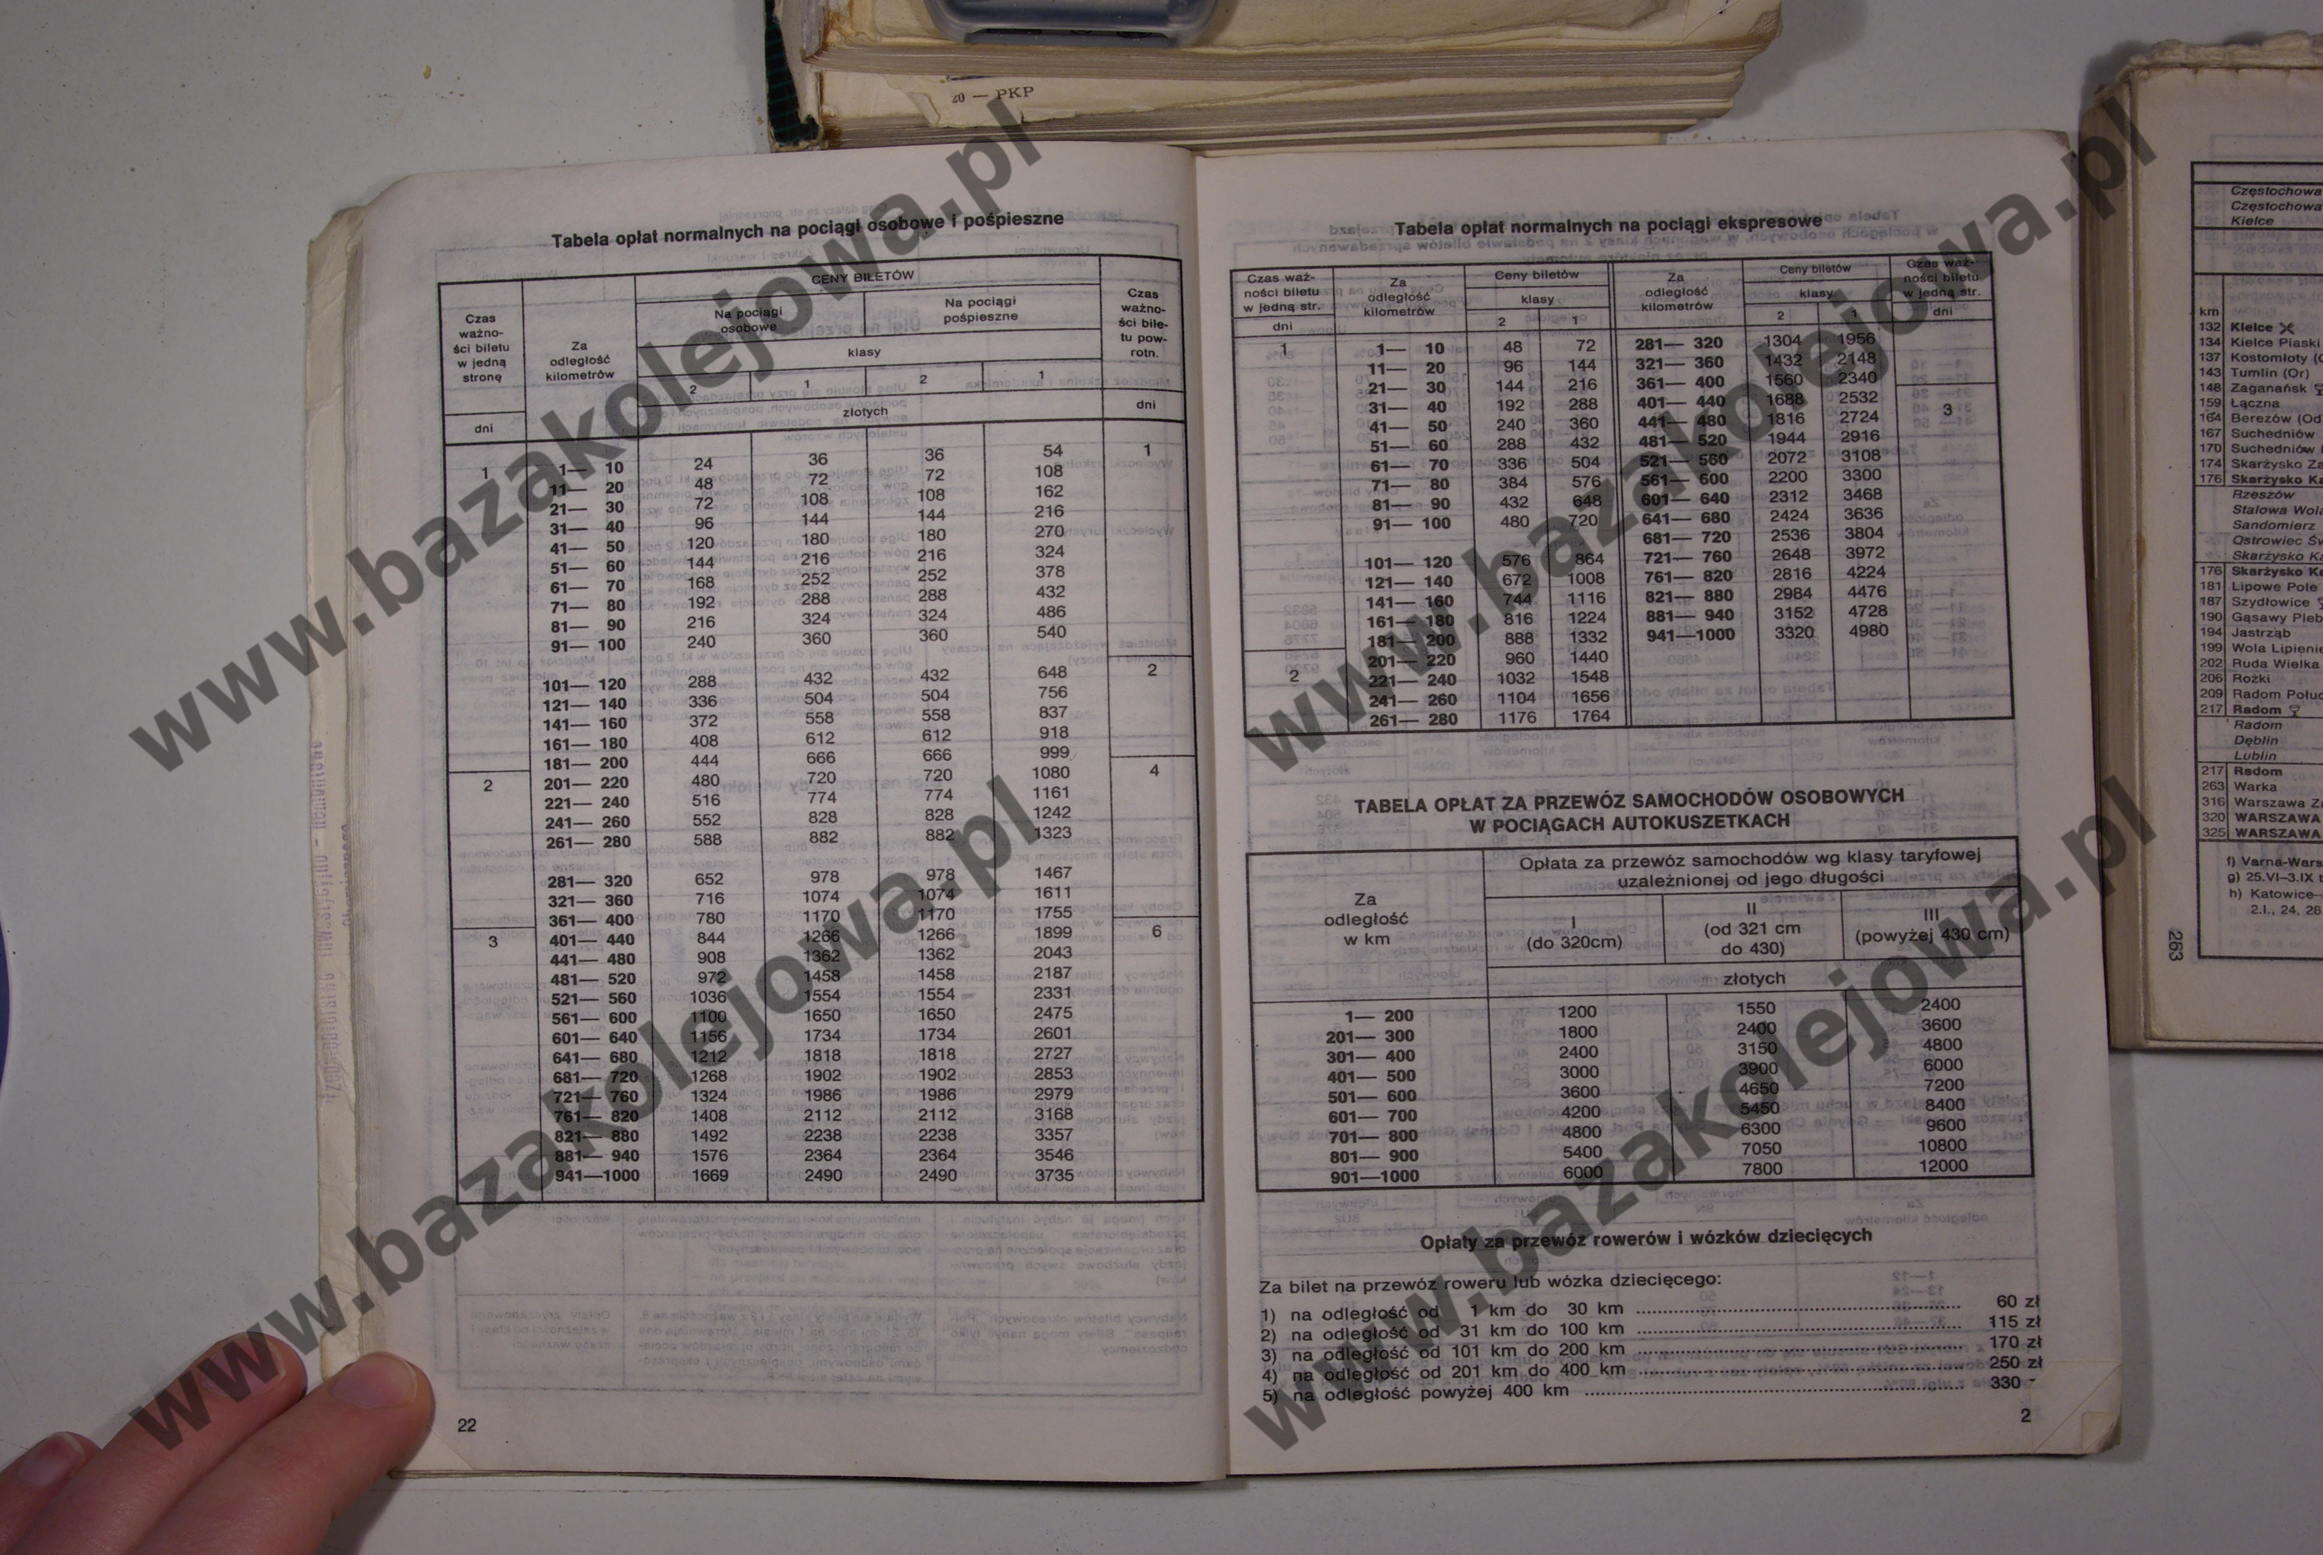 20 — PKP
Tabela opłat normalnych na pociągi osobowe i pośpieszne
Czas ważno-ści biletu w jedną stronę | Za odległość kilometrów | CENY BILETÓW | Czas ważno-ści bile-tu pow-rotn.
Na pociągi osobowe | Na pociągi pośpieszne
klasy
2 | 1 | 2 | 1
dni | złotych | dni
1 | 1— 10 | 24 | 36 | 36 | 54 | 1
11— 20 | 48 | 72 | 72 | 108
21— 30 | 72 | 108 | 108 | 162
31— 40 | 96 | 144 | 144 | 216
41— 50 | 120 | 180 | 180 | 270
51— 60 | 144 | 216 | 216 | 324
61— 70 | 168 | 252 | 252 | 378
71— 80 | 192 | 288 | 288 | 432
81— 90 | 216 | 324 | 324 | 486
91— 100 | 240 | 360 | 360 | 540
101— 120 | 288 | 432 | 432 | 648 | 2
121— 140 | 336 | 504 | 504 | 756
141— 160 | 372 | 558 | 558 | 837
161— 180 | 408 | 612 | 612 | 918
181— 200 | 444 | 666 | 666 | 999
2 | 201— 220 | 480 | 720 | 720 | 1080 | 4
221— 240 | 516 | 774 | 774 | 1161
241— 260 | 552 | 828 | 828 | 1242
261— 280 | 588 | 882 | 882 | 1323
281— 320 | 652 | 978 | 978 | 1467
321— 360 | 716 | 1074 | 1074 | 1611
361— 400 | 780 | 1170 | 1170 | 1755
3 | 401— 440 | 844 | 1266 | 1266 | 1899 | 6
441— 480 | 908 | 1362 | 1362 | 2043
481— 520 | 972 | 1458 | 1458 | 2187
521— 560 | 1036 | 1554 | 1554 | 2331
561— 600 | 1100 | 1650 | 1650 | 2475
601— 640 | 1156 | 1734 | 1734 | 2601
641— 680 | 1212 | 1818 | 1818 | 2727
681— 720 | 1268 | 1902 | 1902 | 2853
721— 760 | 1324 | 1986 | 1986 | 2979
761— 820 | 1408 | 2112 | 2112 | 3168
821— 880 | 1492 | 2238 | 2238 | 3357
881— 940 | 1576 | 2364 | 2364 | 3546
941—1000 | 1669 | 2490 | 2490 | 3735
22
Tabela opłat normalnych na pociągi ekspresowe
Czas waż-ności biletu w jedną str. | Za odległość kilometrów | Ceny biletów | Za odległość kilometrów | Ceny biletów | Czas waż-ności biletu w jedną str.
klasy | klasy
dni | 2 | 1 | 2 | 1 | dni
1 | 1— 10 | 48 | 72 | 281— 320 | 1304 | 1956
11— 20 | 96 | 144 | 321— 360 | 1432 | 2148
21— 30 | 144 | 216 | 361— 400 | 1560 | 2340
31— 40 | 192 | 288 | 401— 440 | 1688 | 2532 | 3
41— 50 | 240 | 360 | 441— 480 | 1816 | 2724
51— 60 | 288 | 432 | 481— 520 | 1944 | 2916
61— 70 | 336 | 504 | 521— 560 | 2072 | 3108
71— 80 | 384 | 576 | 561— 600 | 2200 | 3300
81— 90 | 432 | 648 | 601— 640 | 2312 | 3468
91— 100 | 480 | 720 | 641— 680 | 2424 | 3636
681— 720 | 2536 | 3804
101— 120 | 576 | 864 | 721— 760 | 2648 | 3972
121— 140 | 672 | 1008 | 761— 820 | 2816 | 4224
141— 160 | 744 | 1116 | 821— 880 | 2984 | 4476
161— 180 | 816 | 1224 | 881— 940 | 3152 | 4728
181— 200 | 888 | 1332 | 941—1000 | 3320 | 4980
201— 220 | 960 | 1440
2 | 221— 240 | 1032 | 1548
241— 260 | 1104 | 1656
261— 280 | 1176 | 1764
TABELA OPŁAT ZA PRZEWÓZ SAMOCHODÓW OSOBOWYCH
W POCIĄGACH AUTOKUSZETKACH
Za odległość w km | Opłata za przewóz samochodów wg klasy taryfowej uzależnionej od jego długości
I (do 320cm) | II (od 321 cm do 430) | III (powyżej 430 cm)
złotych
1— 200 | 1200 | 1550 | 2400
201— 300 | 1800 | 2400 | 3600
301— 400 | 2400 | 3150 | 4800
401— 500 | 3000 | 3900 | 6000
501— 600 | 3600 | 4650 | 7200
601— 700 | 4200 | 5450 | 8400
701— 800 | 4800 | 6300 | 9600
801— 900 | 5400 | 7050 | 10800
901—1000 | 6000 | 7800 | 12000
Opłaty za przewóz rowerów i wózków dziecięcych
Za bilet na przewóz roweru lub wózka dziecięcego:
1) na odległość od 1 km do 30 km ........ 60 zł
2) na odległość od 31 km do 100 km ........ 115 zł
3) na odległość od 101 km do 200 km ........ 170 zł
4) na odległość od 201 km do 400 km ........ 250 zł
5) na odległość powyżej 400 km ........ 330
2
Częstochowa
Częstochowa
Kielce
km
132 Kielce
134 Kielce Piaski
137 Kostomłoty
143 Tumlin (Or)
148 Zagnańsk
159 Łączna
164 Berezów (Od
167 Suchedniów
170 Suchedniów
174 Skarżysko Za
176 Skarżysko Ka
Rzeszów
Stalowa Wola
Sandomierz
Ostrowiec Św
Skarżysko Ka
176 Skarżysko Ka
181 Lipowe Pole
187 Szydłowiec
190 Gąsawy Pleb
194 Jastrząb
199 Wola Lipienie
202 Ruda Wielka
206 Rożki
209 Radom Połud
217 Radom
Radom
Dęblin
Lublin
217 Radom
263 Warka
316 Warszawa Z
320 WARSZAWA
325 WARSZAWA
f) Varna-Wars
g) 25.VI–3.IX
h) Katowice–
2.I., 24, 28
263
www.bazakolejowa.pl
www.bazakolejowa.pl
www.bazakolejowa.pl
www.bazakolejowa.pl